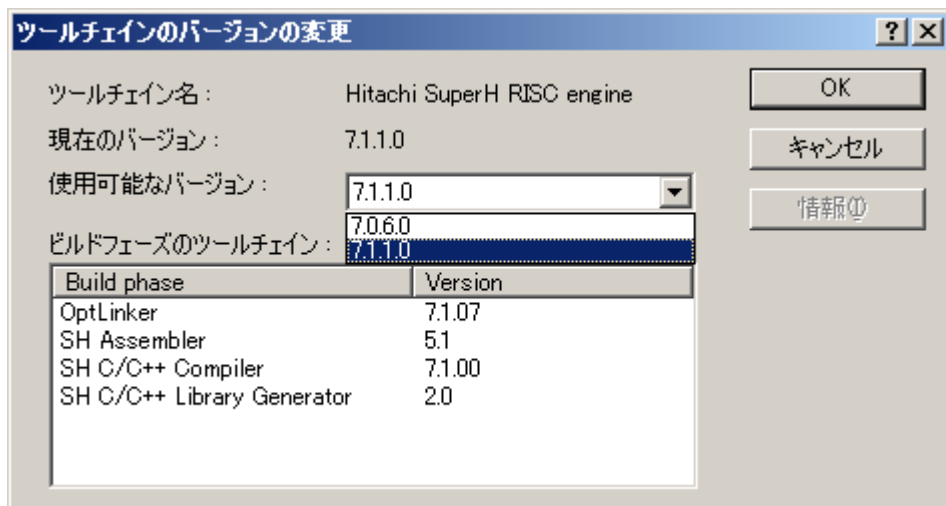 ツールチェインのバージョンの変更
ツールチェイン名: Hitachi SuperH RISC engine
OK
現在のバージョン: 7.1.1.0
キャンセル
使用可能なバージョン: 7.1.1.0
情報(I)
7.0.6.0
ビルドフェーズのツールチェイン: 7.1.1.0
Build phase Version
OptLinker 7.1.07
SH Assembler 5.1
SH C/C++ Compiler 7.1.00
SH C/C++ Library Generator 2.0